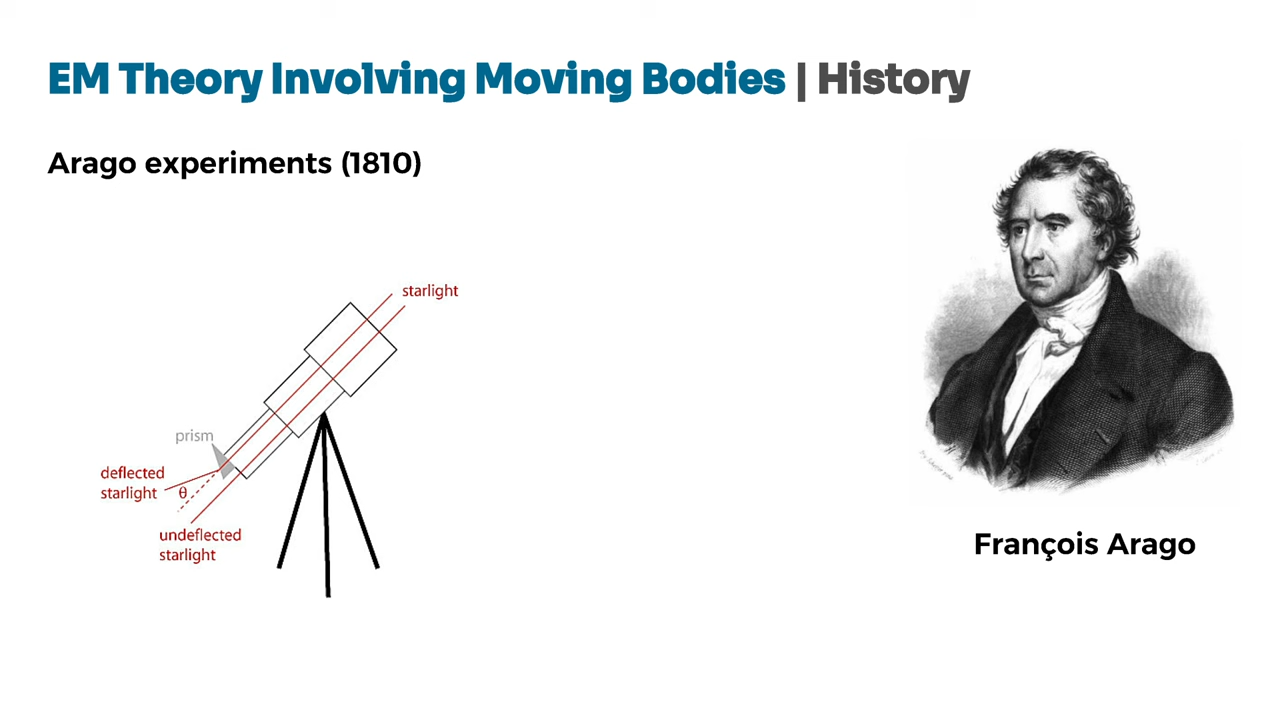 EM Theory Involving Moving Bodies | History
Arago experiments (1810)
starlight
prism
deflected
starlight
θ
undeflected
starlight
François Arago